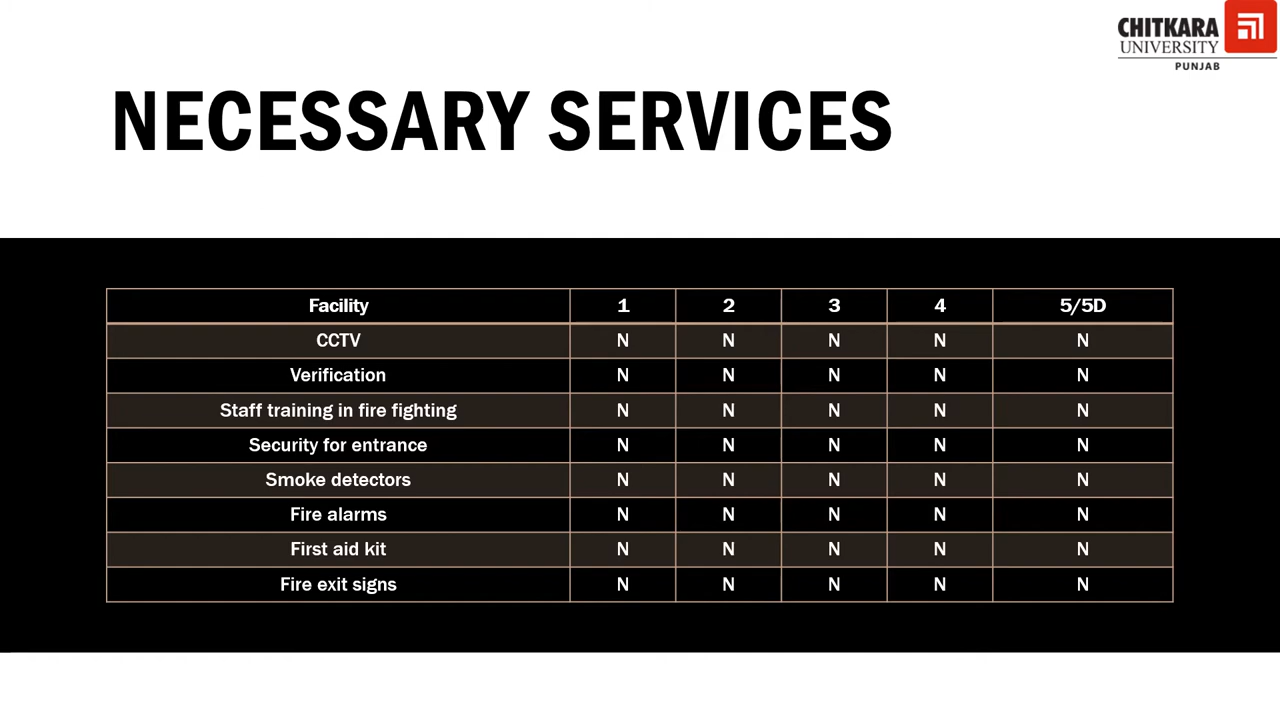 CHITKARA
UNIVERSITY
PUNJAB
NECESSARY SERVICES
Facility 1 2 3 4 5/5D
CCTV N N N N N
Verification N N N N N
Staff training in fire fighting N N N N N
Security for entrance N N N N N
Smoke detectors N N N N N
Fire alarms N N N N N
First aid kit N N N N N
Fire exit signs N N N N N